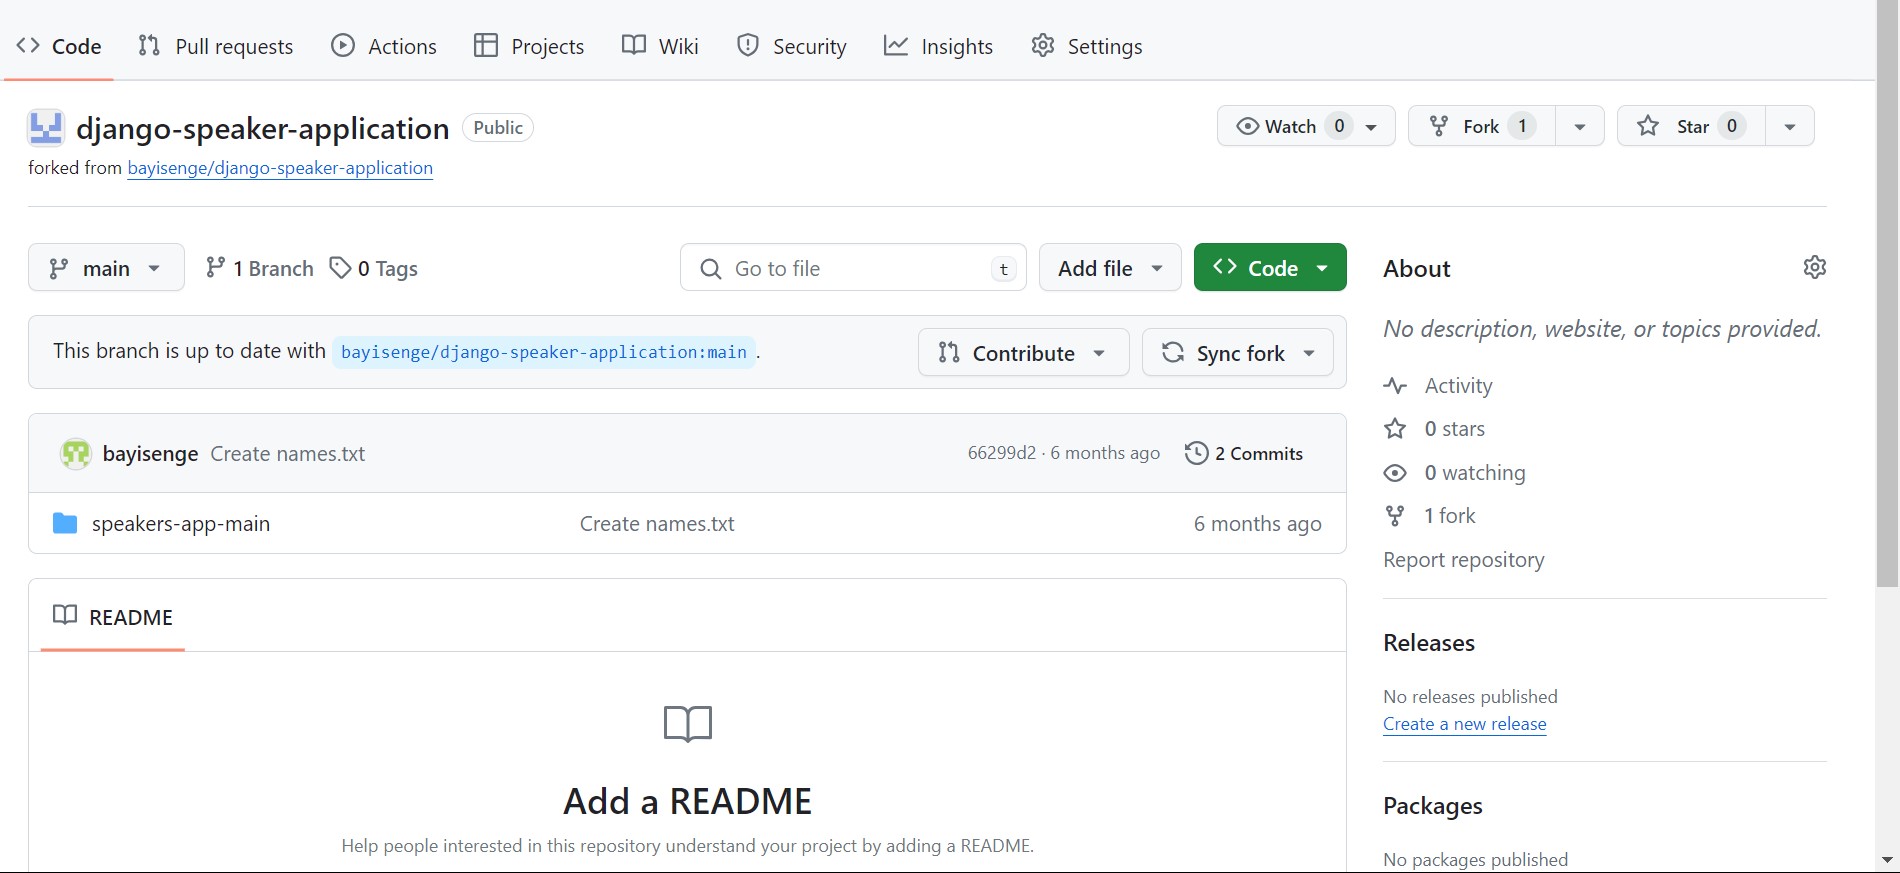 Code Pull requests Actions Projects Wiki Security Insights Settings
django-speaker-application Public Watch 0 Fork 1 Star 0
forked from bayisenge/django-speaker-application
main 1 Branch 0 Tags Go to file t Add file Code
This branch is up to date with bayisenge/django-speaker-application:main . Contribute Sync fork
bayisenge Create names.txt 66299d2 · 6 months ago 2 Commits
speakers-app-main Create names.txt 6 months ago
README
Add a README
Help people interested in this repository understand your project by adding a README.
About
No description, website, or topics provided.
Activity
0 stars
0 watching
1 fork
Report repository
Releases
No releases published
Create a new release
Packages
No packages published